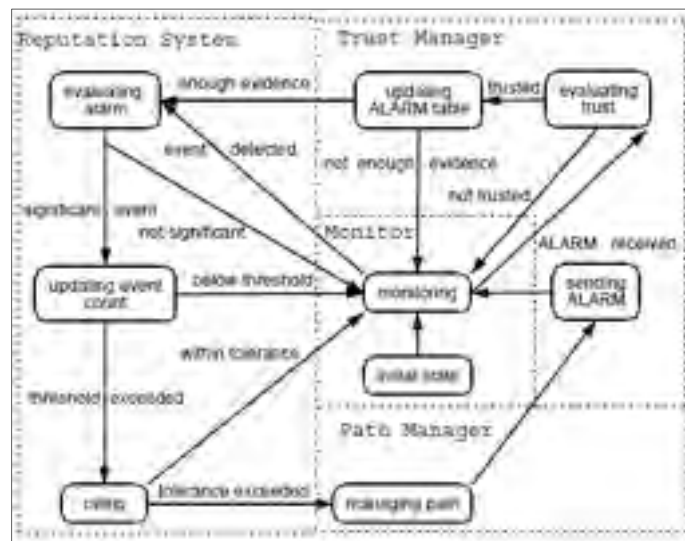 Reputation System
Trust Manager
evaluating
alarm
enough evidence
updating
ALARM table
trusted
evaluating
trust
event detected
not enough evidence
not trusted
significant event
not significant
Monitor
ALARM received
updating event
count
below threshold
monitoring
sending
ALARM
within tolerance
initial state
threshold exceeded
Path Manager
rating
tolerance exceeded
managing path